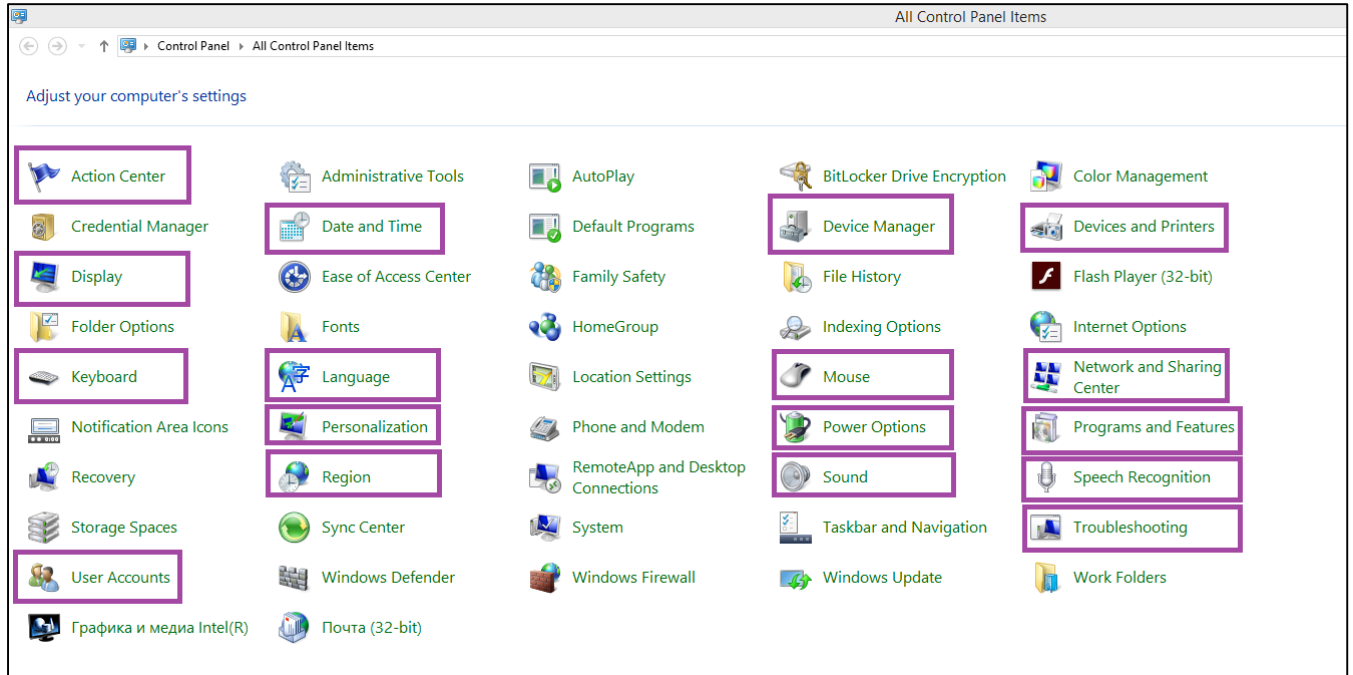 All Control Panel Items
Control Panel All Control Panel Items
Adjust your computer's settings
Action Center Administrative Tools AutoPlay BitLocker Drive Encryption Color Management
Credential Manager Date and Time Default Programs Device Manager Devices and Printers
Display Ease of Access Center Family Safety File History Flash Player (32-bit)
Folder Options Fonts HomeGroup Indexing Options Internet Options
Keyboard Language Location Settings Mouse Network and Sharing
Center
Notification Area Icons Personalization Phone and Modem Power Options Programs and Features
Recovery Region RemoteApp and Desktop Sound Speech Recognition
Connections
Storage Spaces Sync Center System Taskbar and Navigation Troubleshooting
User Accounts Windows Defender Windows Firewall Windows Update Work Folders
Графика и медиа Intel(R) Почта (32-bit)